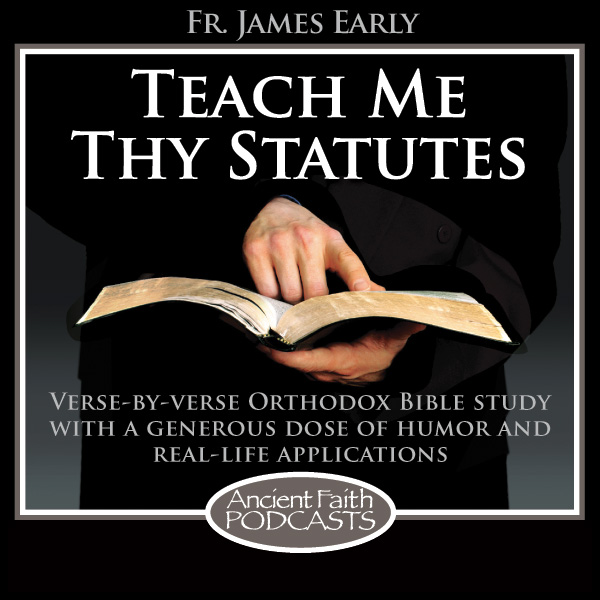 Fr. James Early
Teach Me
Thy Statutes
Verse-by-verse Orthodox Bible study
with a generous dose of humor and
real-life applications
Ancient Faith
PODCASTS